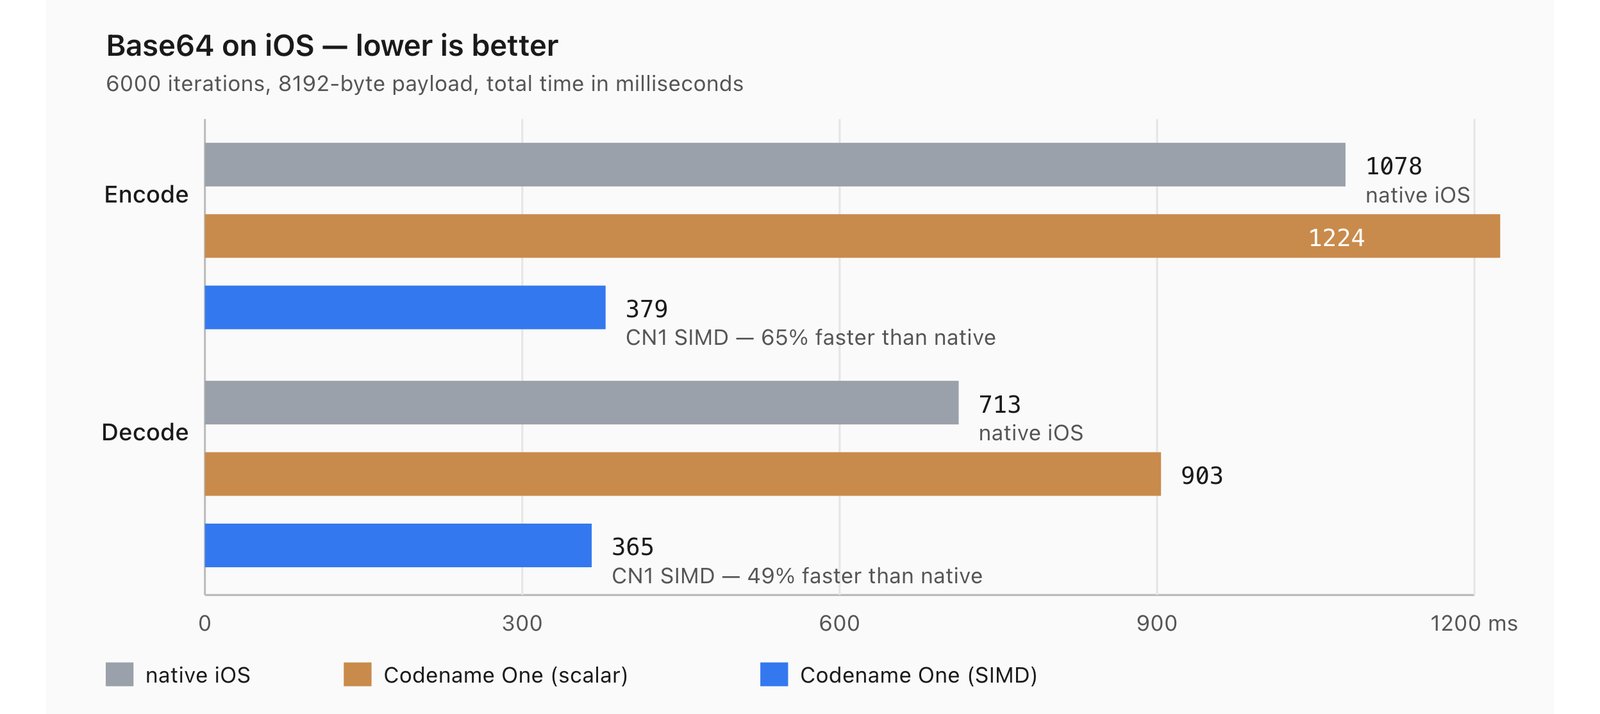 Base64 on iOS — lower is better
6000 iterations, 8192-byte payload, total time in milliseconds
Encode
1078
native iOS
1224
379
CN1 SIMD — 65% faster than native
Decode
713
native iOS
903
365
CN1 SIMD — 49% faster than native
0 300 600 900 1200 ms
native iOS Codename One (scalar) Codename One (SIMD)